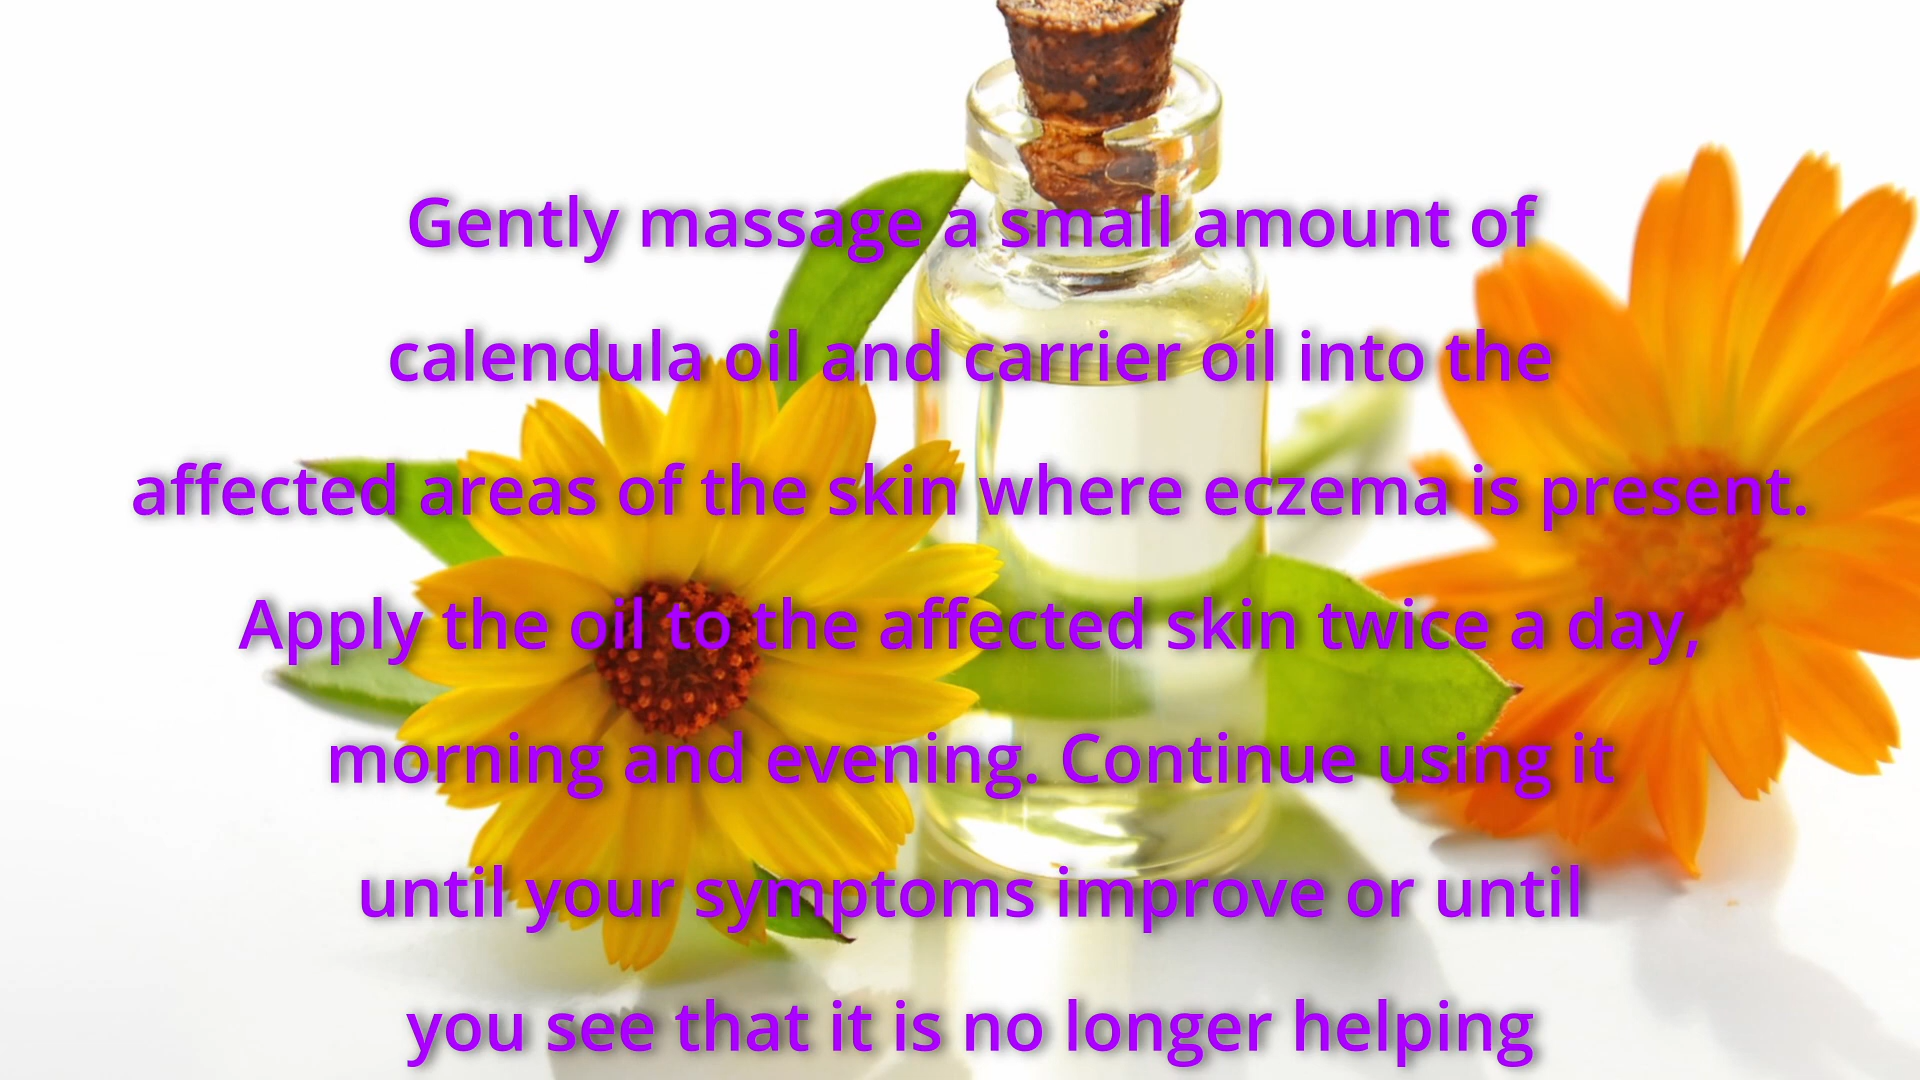 Gently massage a small amount of
calendula oil and carrier oil into the
affected areas of the skin where eczema is present.
Apply the oil to the affected skin twice a day,
morning and evening. Continue using it
until your symptoms improve or until
you see that it is no longer helping